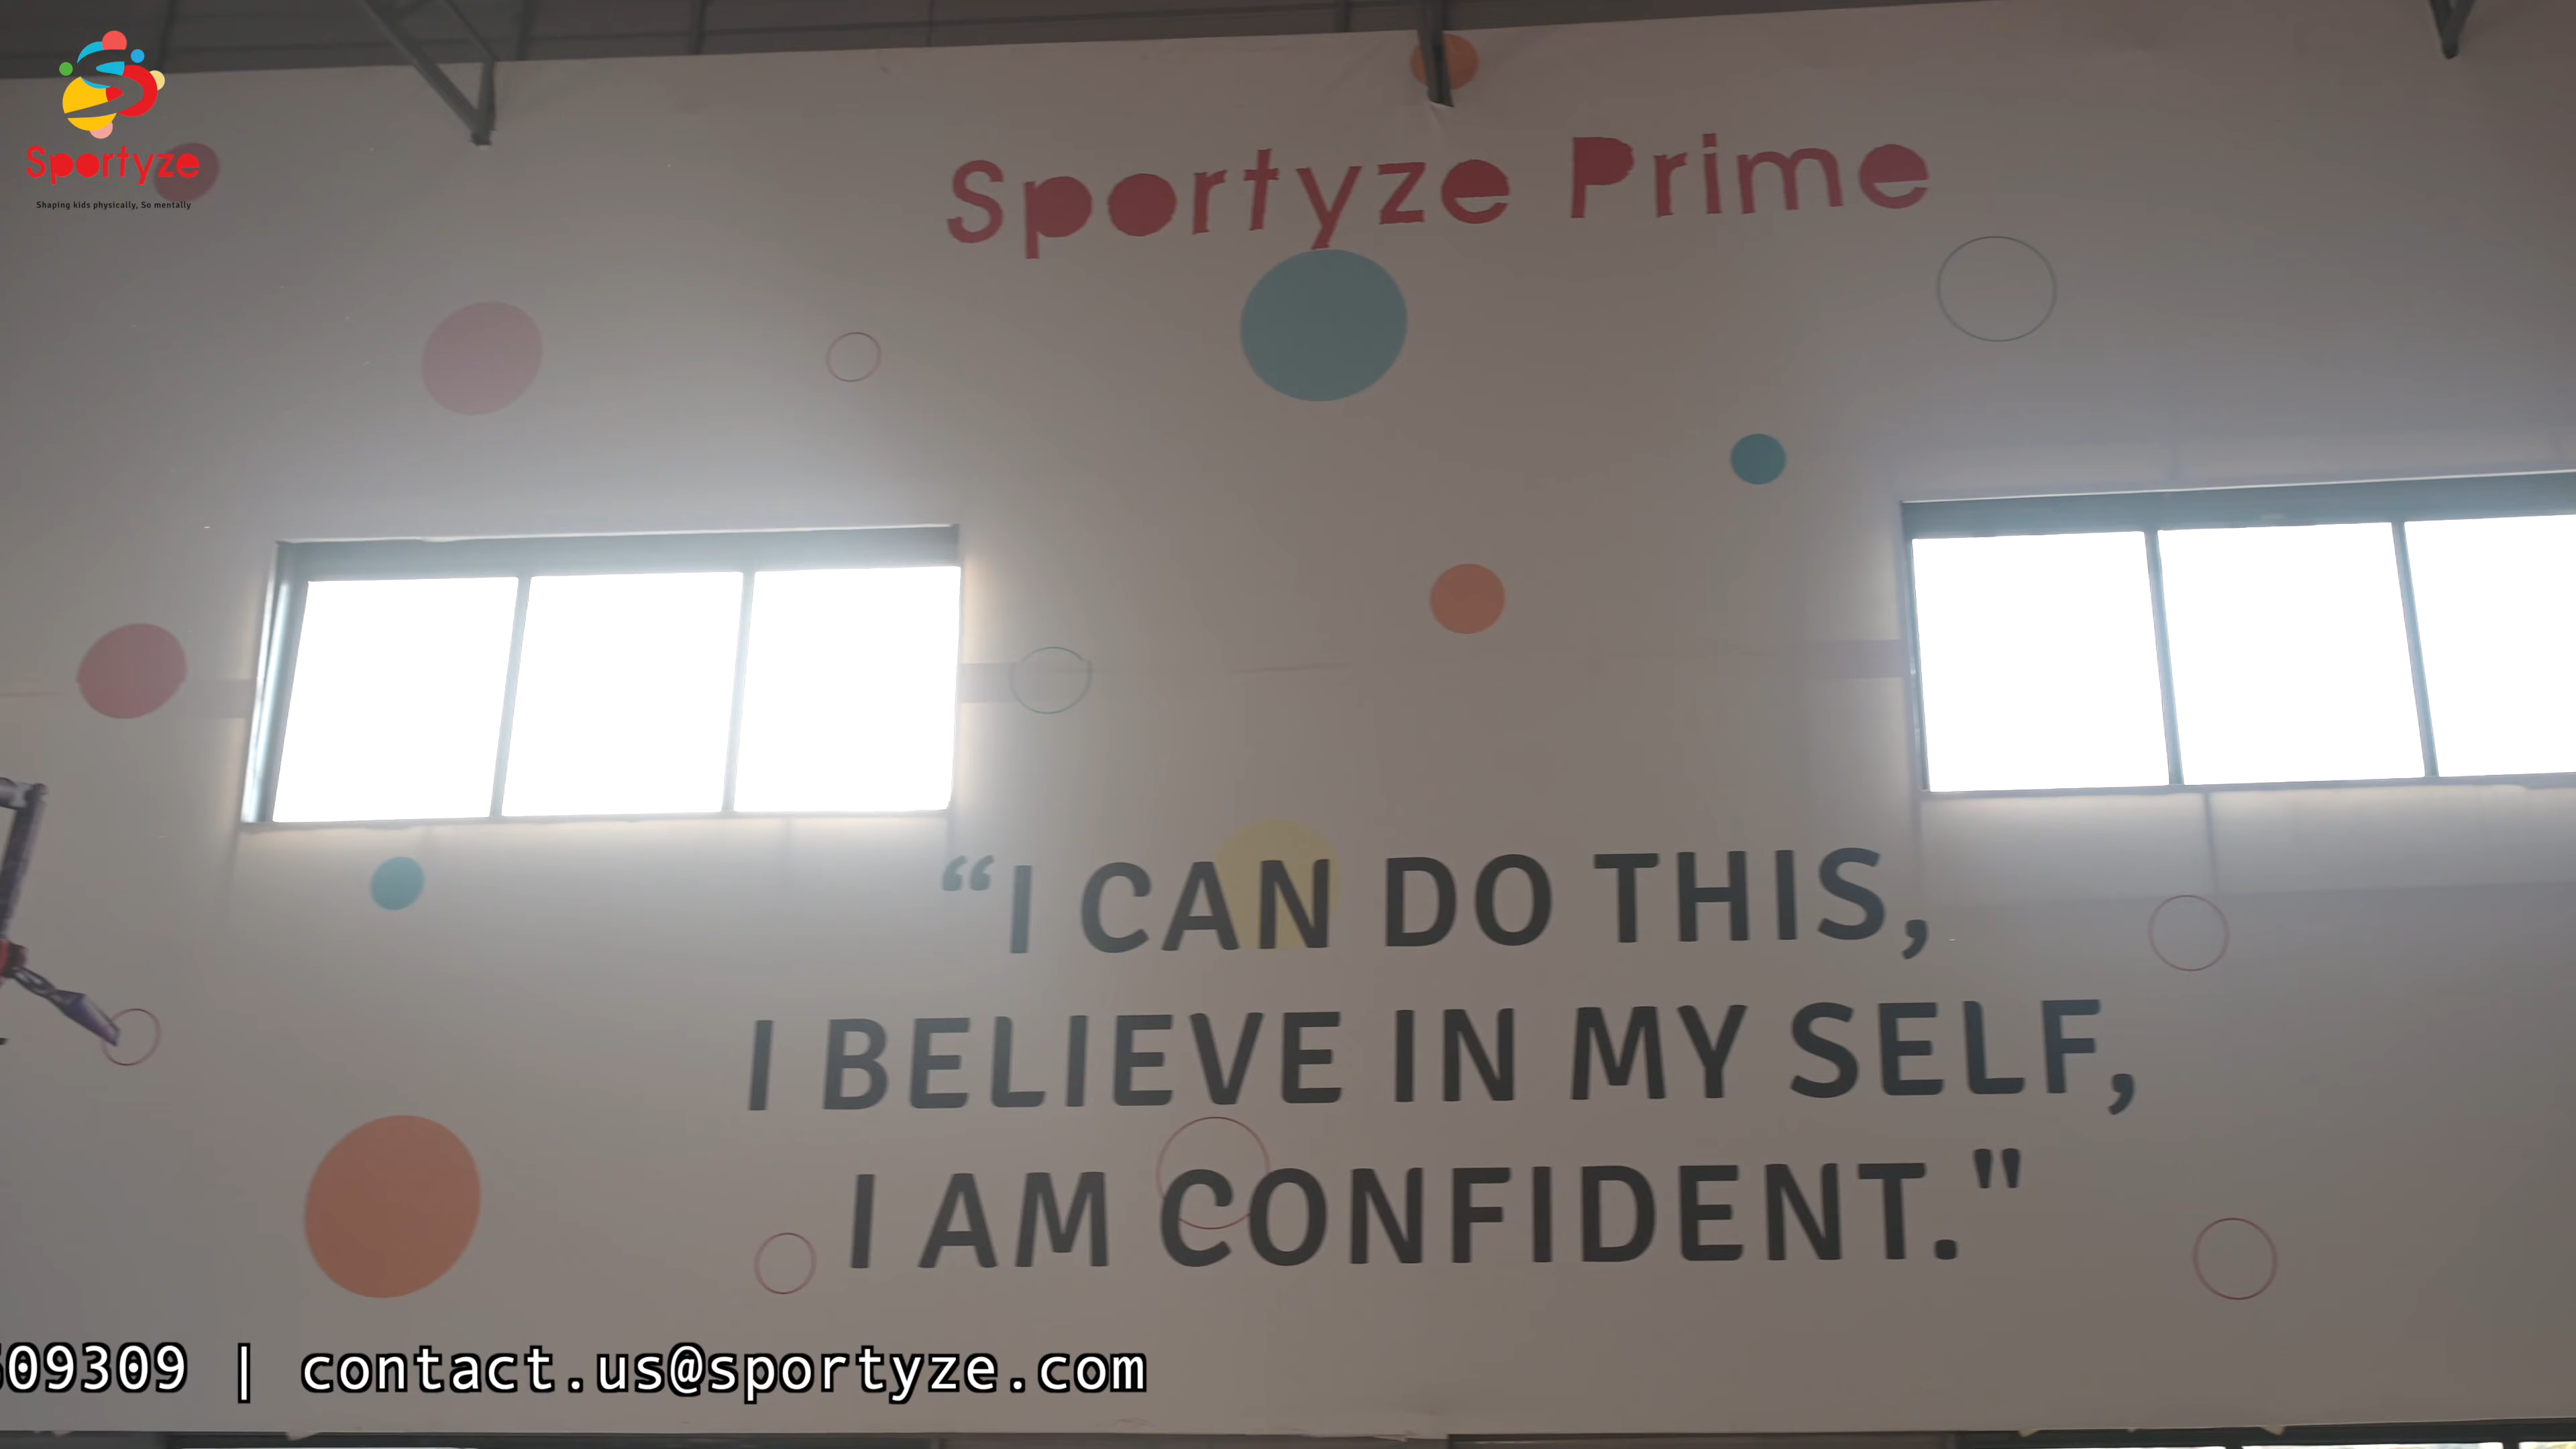 Sportyze
Shaping kids physically, So mentally
Sportyze Prime
“I CAN DO THIS,
I BELIEVE IN MY SELF,
I AM CONFIDENT."
09309 | contact.us@sportyze.com